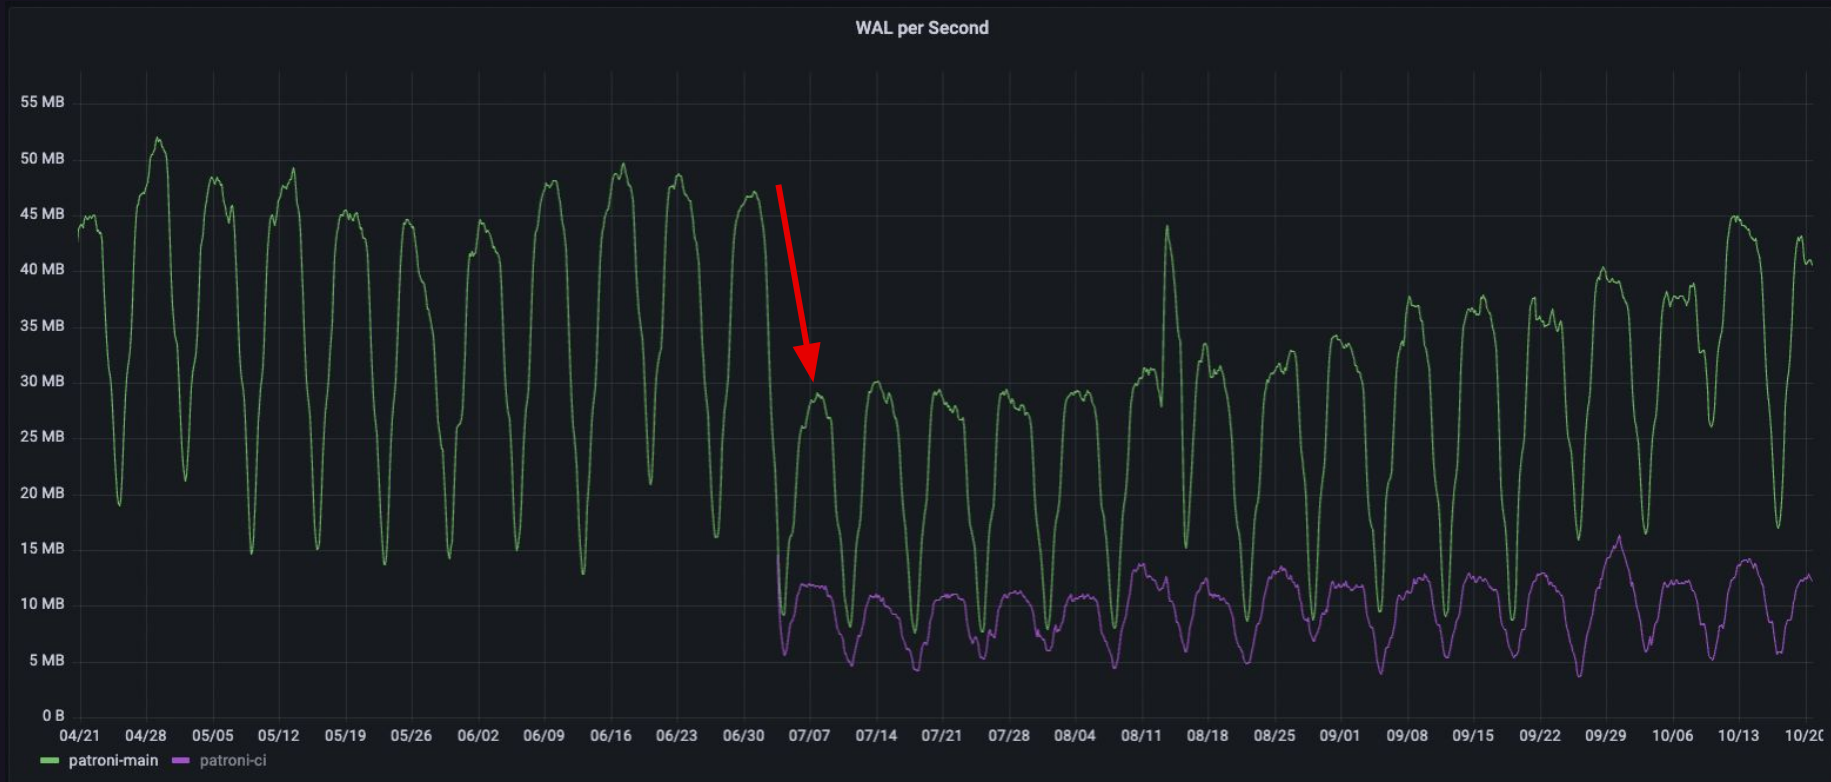 WAL per Second
55 MB
50 MB
45 MB
40 MB
35 MB
30 MB
25 MB
20 MB
15 MB
10 MB
5 MB
0 B
04/21 04/28 05/05 05/12 05/19 05/26 06/02 06/09 06/16 06/23 06/30 07/07 07/14 07/21 07/28 08/04 08/11 08/18 08/25 09/01 09/08 09/15 09/22 09/29 10/06 10/13 10/20
patroni-main patroni-ci